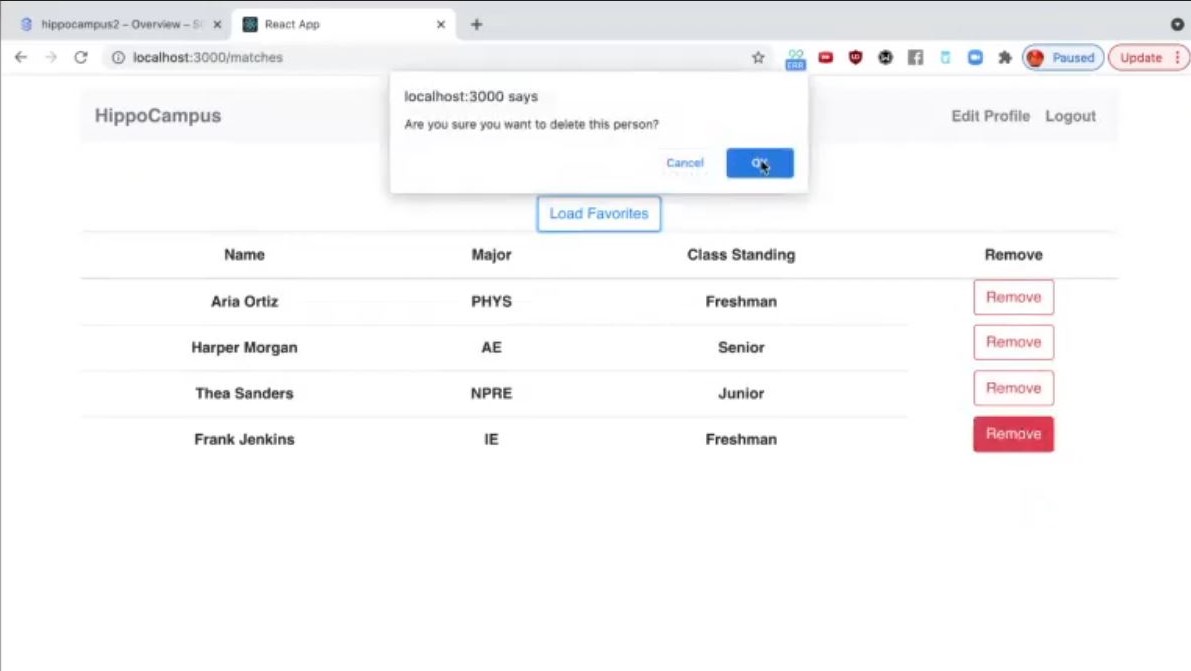 hippocampus2 – Overview – S
React App
localhost:3000/matches
ERR
Paused
Update
localhost:3000 says
Are you sure you want to delete this person?
Cancel
HippoCampus
Edit Profile
Logout
Load Favorites
Name Major Class Standing Remove
Aria Ortiz PHYS Freshman Remove
Harper Morgan AE Senior Remove
Thea Sanders NPRE Junior Remove
Frank Jenkins IE Freshman Remove